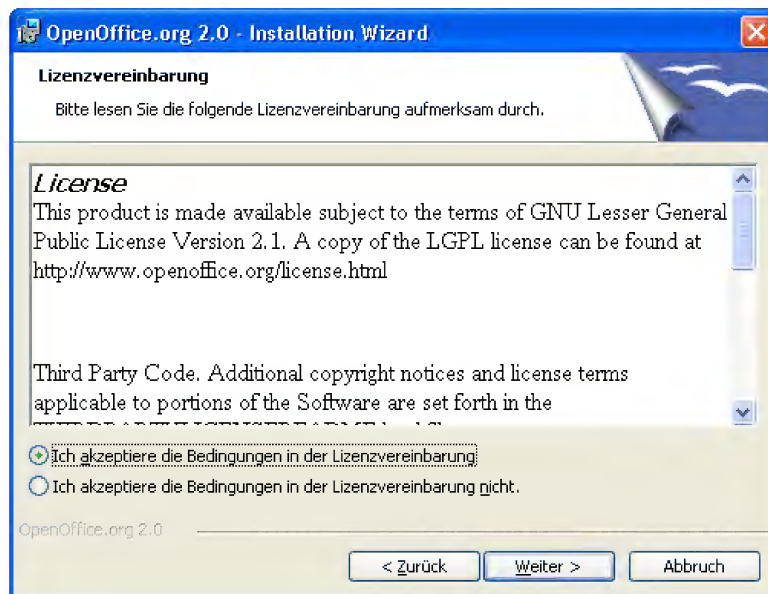 OpenOffice.org 2.0 - Installation Wizard
Lizenzvereinbarung
Bitte lesen Sie die folgende Lizenzvereinbarung aufmerksam durch.
License
This product is made available subject to the terms of GNU Lesser General
Public License Version 2.1. A copy of the LGPL license can be found at
http://www.openoffice.org/license.html
Third Party Code. Additional copyright notices and license terms
applicable to portions of the Software are set forth in the
Ich akzeptiere die Bedingungen in der Lizenzvereinbarung
Ich akzeptiere die Bedingungen in der Lizenzvereinbarung nicht.
OpenOffice.org 2.0
< Zurück Weiter > Abbruch